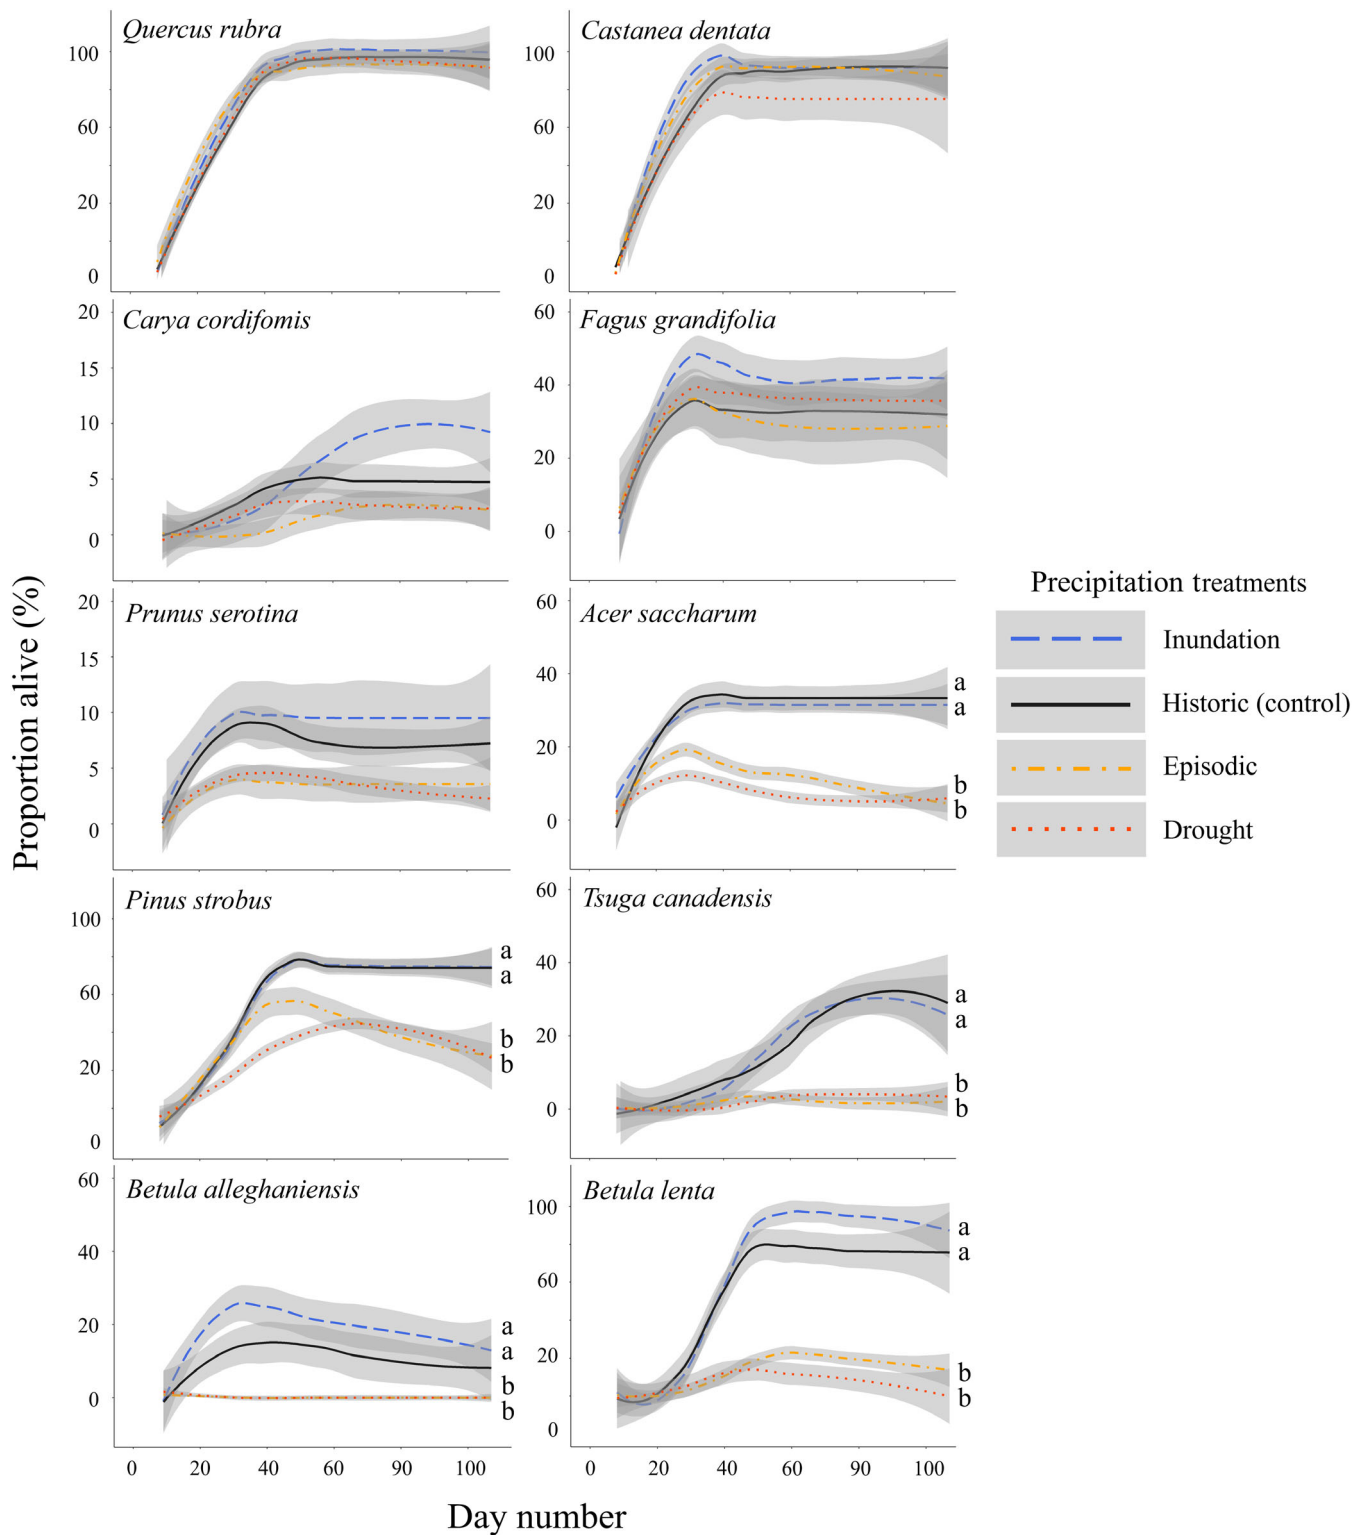 Quercus rubra
100
60
20
0
Castanea dentata
100
60
20
0
Carya cordifomis
20
15
10
5
0
Fagus grandifolia
60
40
20
0
Prunus serotina
20
15
10
5
0
Acer saccharum
60
40
20
0
a
a
b
b
Pinus strobus
100
60
20
0
a
a
b
b
Tsuga canadensis
60
40
20
0
a
a
b
b
Betula alleghaniensis
60
40
20
0
a
a
b
b
0 20 40 60 90 100
Betula lenta
100
60
20
0
a
a
b
b
0 20 60 90 100
Proportion alive (%)
Day number
Precipitation treatments
Inundation
Historic (control)
Episodic
Drought